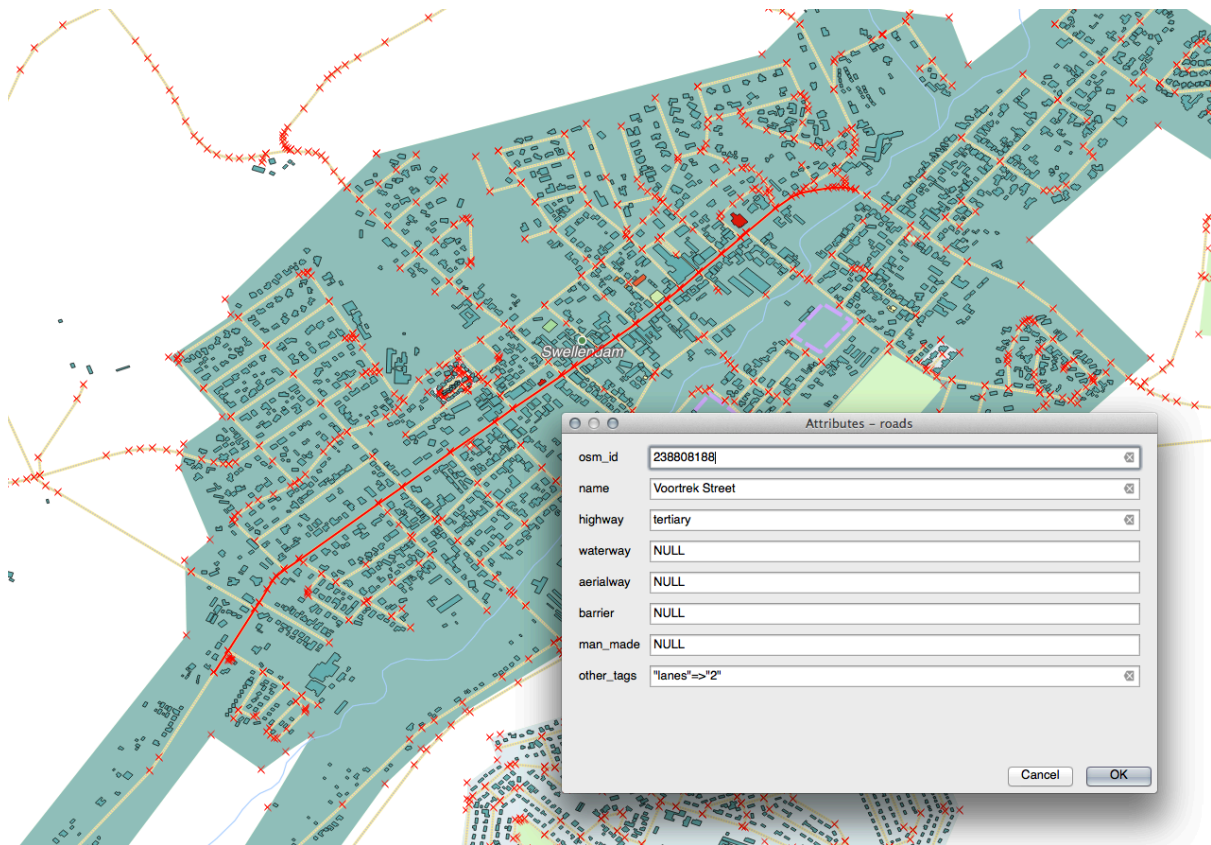 Swellendam
Attributes – roads
osm_id 238808188
name Voortrek Street
highway tertiary
waterway NULL
aerialway NULL
barrier NULL
man_made NULL
other_tags "lanes"=>"2"
Cancel OK